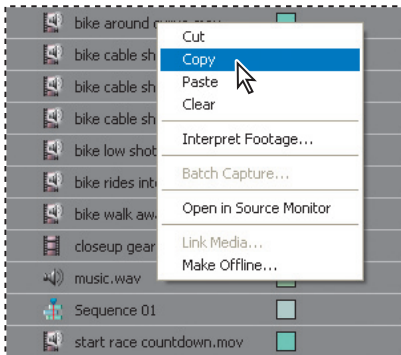 bike around
Cut
bike cable sh
Copy
bike cable sh
Paste
bike cable sh
Clear
bike low shot
Interpret Footage...
bike rides int
Batch Capture...
bike walk aw
Open in Source Monitor
closeup gear
Link Media...
music.wav
Make Offline...
Sequence 01
start race countdown.mov